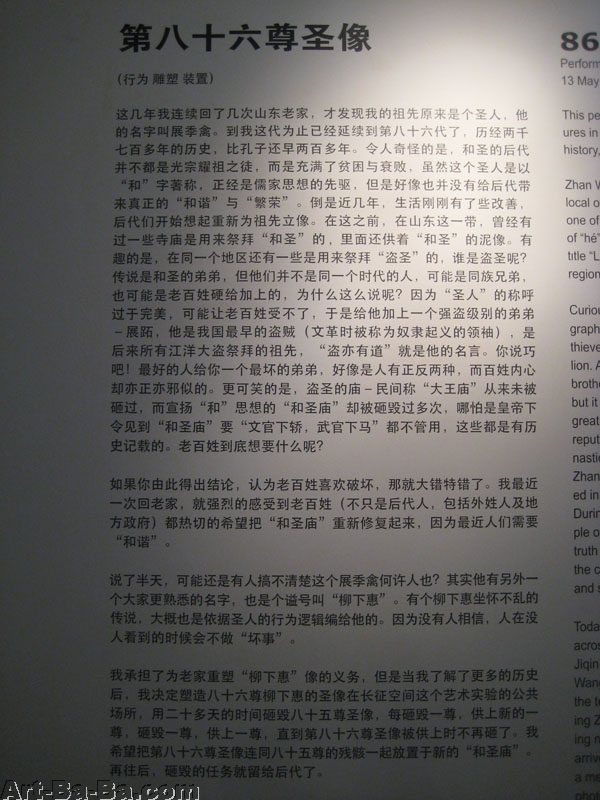 第八十六尊圣像
（行为 雕塑 装置）
这几年我连续回了几次山东老家，才发现我的祖先原来是个圣人，他
的名字叫展季禽。到我这代为止已经延续到第八十六代了，历经两千
七百多年的历史，比孔子还早两百多年。令人奇怪的是，和圣的后代
并不都是光宗耀祖之徒，而是充满了贫困与衰败，虽然这个圣人是以
“和”字著称，正经是儒家思想的先驱，但是好像也并没有给后代带
来真正的“和谐”与“繁荣”。倒是近几年，生活刚刚有了些改善，
后代们开始想起重新为祖先立像。在这之前，在山东这一带，曾经有
过一些寺庙是用来祭拜“和圣”的，里面还供着“和圣”的泥像。有
趣的是，在同一个地区还有一些是用来祭拜“盗圣”的，谁是盗圣呢？
传说是和圣的弟弟，但他们并不是同一个时代的人，可能是同族兄弟，
也可能是老百姓硬给加上的，为什么这么说呢？因为“圣人”的称呼
过于完美，可能让老百姓受不了，于是给他加上一个强盗级别的弟弟
－展跖，他是我国最早的盗贼（文革时被称为奴隶起义的领袖），是
后来所有江洋大盗祭拜的祖先，“盗亦有道”就是他的名言。你说巧
吧！最好的人给你一个最坏的弟弟，好像是人有正反两种，而百姓内心
却亦正亦邪似的。更可笑的是，盗圣的庙－民间称“大王庙”从来未被
砸过，而宣扬“和”思想的“和圣庙”却被砸毁过多次，哪怕是皇帝下
令见到“和圣庙”要“文官下轿，武官下马”都不管用，这些都是有历
史记载的。老百姓到底想要什么呢？
如果你由此得出结论，认为老百姓喜欢破坏，那就大错特错了。我最近
一次回老家，就强烈的感受到老百姓（不只是后代人，包括外姓人及地
方政府）都热切的希望把“和圣庙”重新修复起来，因为最近人们需要
“和谐”。
说了半天，可能还是有人搞不清楚这个展季禽何许人也？其实他有另外一
个大家更熟悉的名字，也是个谥号叫“柳下惠”。有个柳下惠坐怀不乱的
传说，大概也是依据圣人的行为逻辑编给他的。因为没有人相信，人在没
人看到的时候会不做“坏事”。
我承担了为老家重塑“柳下惠”像的义务，但是当我了解了更多的历史
后，我决定塑造八十六尊柳下惠的圣像在长征空间这个艺术实验的公共
场所，用二十多天的时间砸毁八十五尊圣像，每砸毁一尊，供上新的一
尊，砸毁一尊，供上一尊，直到第八十六尊圣像被供上时不再砸了。我
希望把第八十六尊圣像连同八十五尊的残骸一起放置于新的“和圣庙”。
再往后，砸毁的任务就留给后代了。
86
Perform
13 May
This pe
ures in
history,
Zhan W
local o
one of
of “hé”
title “L
region
Curiou
graph
thieve
lion. A
brothe
but it
great
reput
nastie
Zhan
ed in
Durin
ple o
truth
the c
and s
Toda
acros
Jiqin
Wang
the t
ing Z
ing n
arriv
a me
photo
Art-Ba-Ba.com